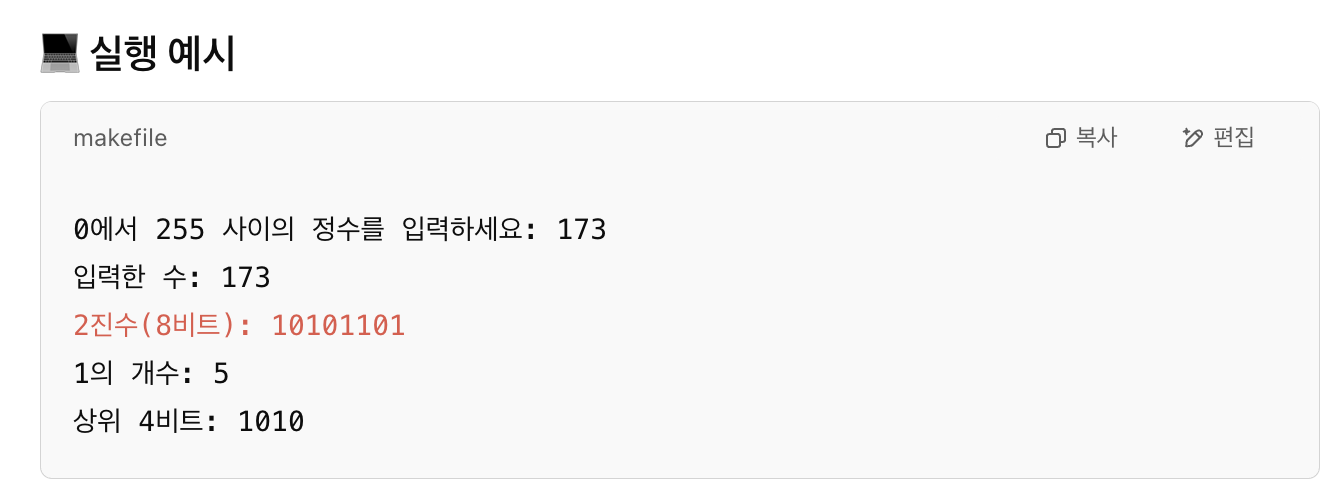 💻 실행 예시
makefile
복사 편집
0에서 255 사이의 정수를 입력하세요: 173
입력한 수: 173
2진수(8비트): 10101101
1의 개수: 5
상위 4비트: 1010